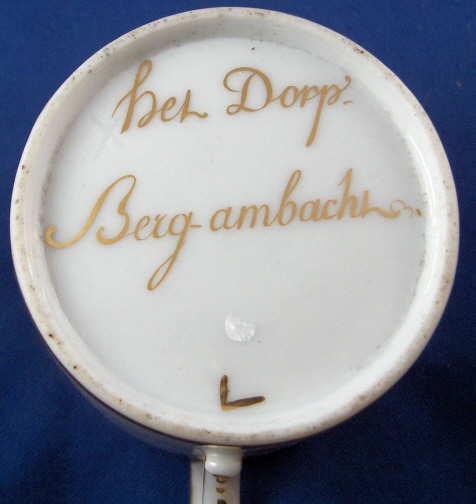 het Dorp
Berg-ambacht
L